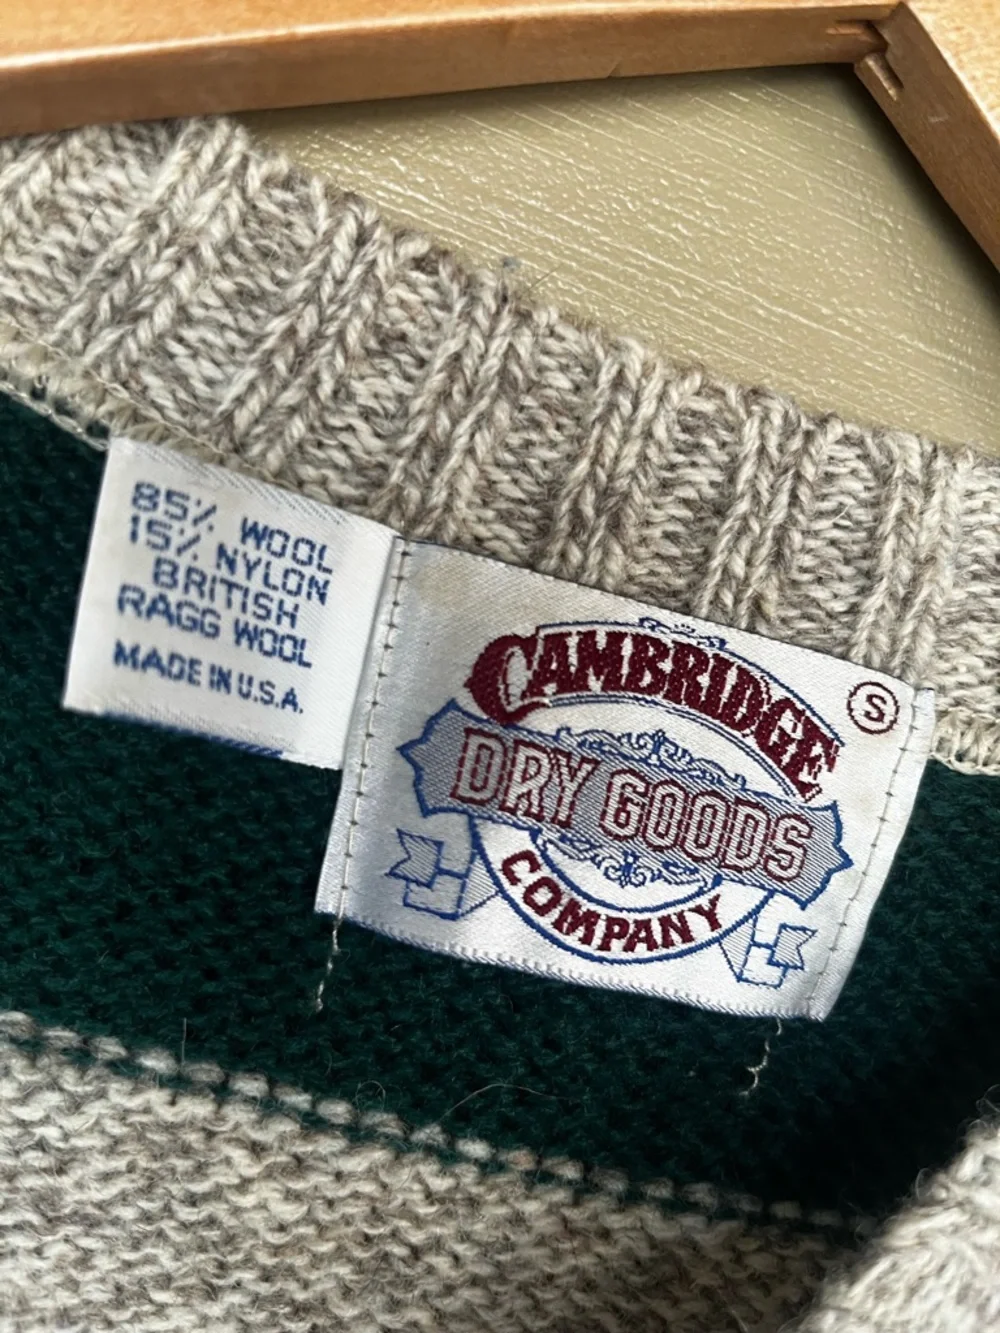 85% WOOL
15% NYLON
BRITISH
RAGG WOOL
MADE IN U.S.A.
CAMBRIDGE
S
DRY GOODS
COMPANY